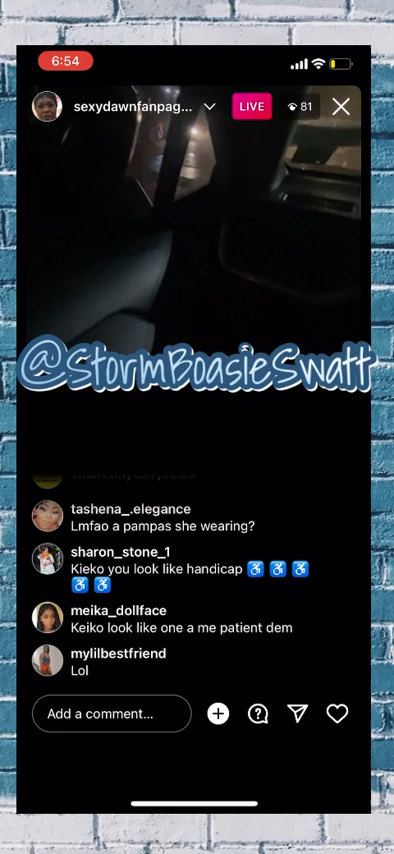 6:54
sexydawnfanpag...
LIVE
81
@StormBoasieSwatt
joined
tashena_.elegance
Lmfao a pampas she wearing?
sharon_stone_1
Kieko you look like handicap ♿ ♿ ♿
♿ ♿
meika_dollface
Keiko look like one a me patient dem
mylilbestfriend
Lol
Add a comment...